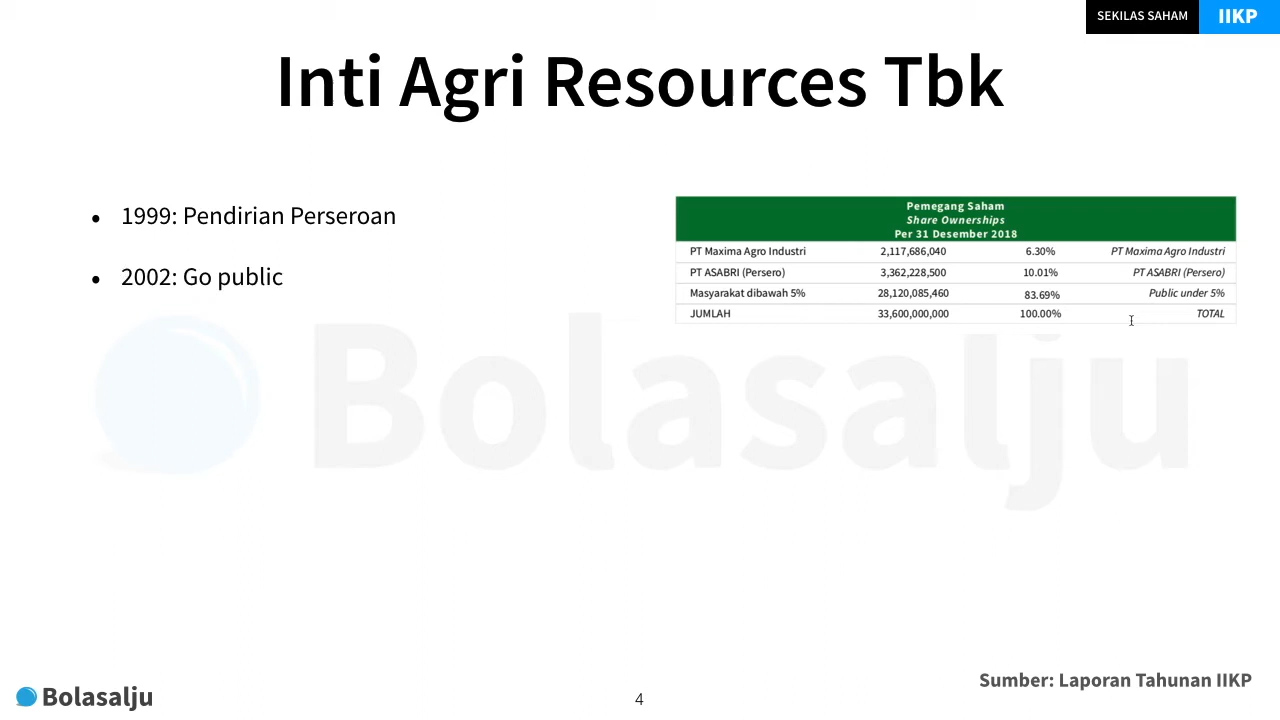 SEKILAS SAHAM IIKP
Inti Agri Resources Tbk
• 1999: Pendirian Perseroan
• 2002: Go public
Pemegang Saham
Share Ownerships
Per 31 Desember 2018
PT Maxima Agro Industri 2,117,686,040 6.30% PT Maxima Agro Industri
PT ASABRI (Persero) 3,362,228,500 10.01% PT ASABRI (Persero)
Masyarakat dibawah 5% 28,120,085,460 83.69% Public under 5%
JUMLAH 33,600,000,000 100.00% TOTAL
Bolasalju
Sumber: Laporan Tahunan IIKP
Bolasalju
4